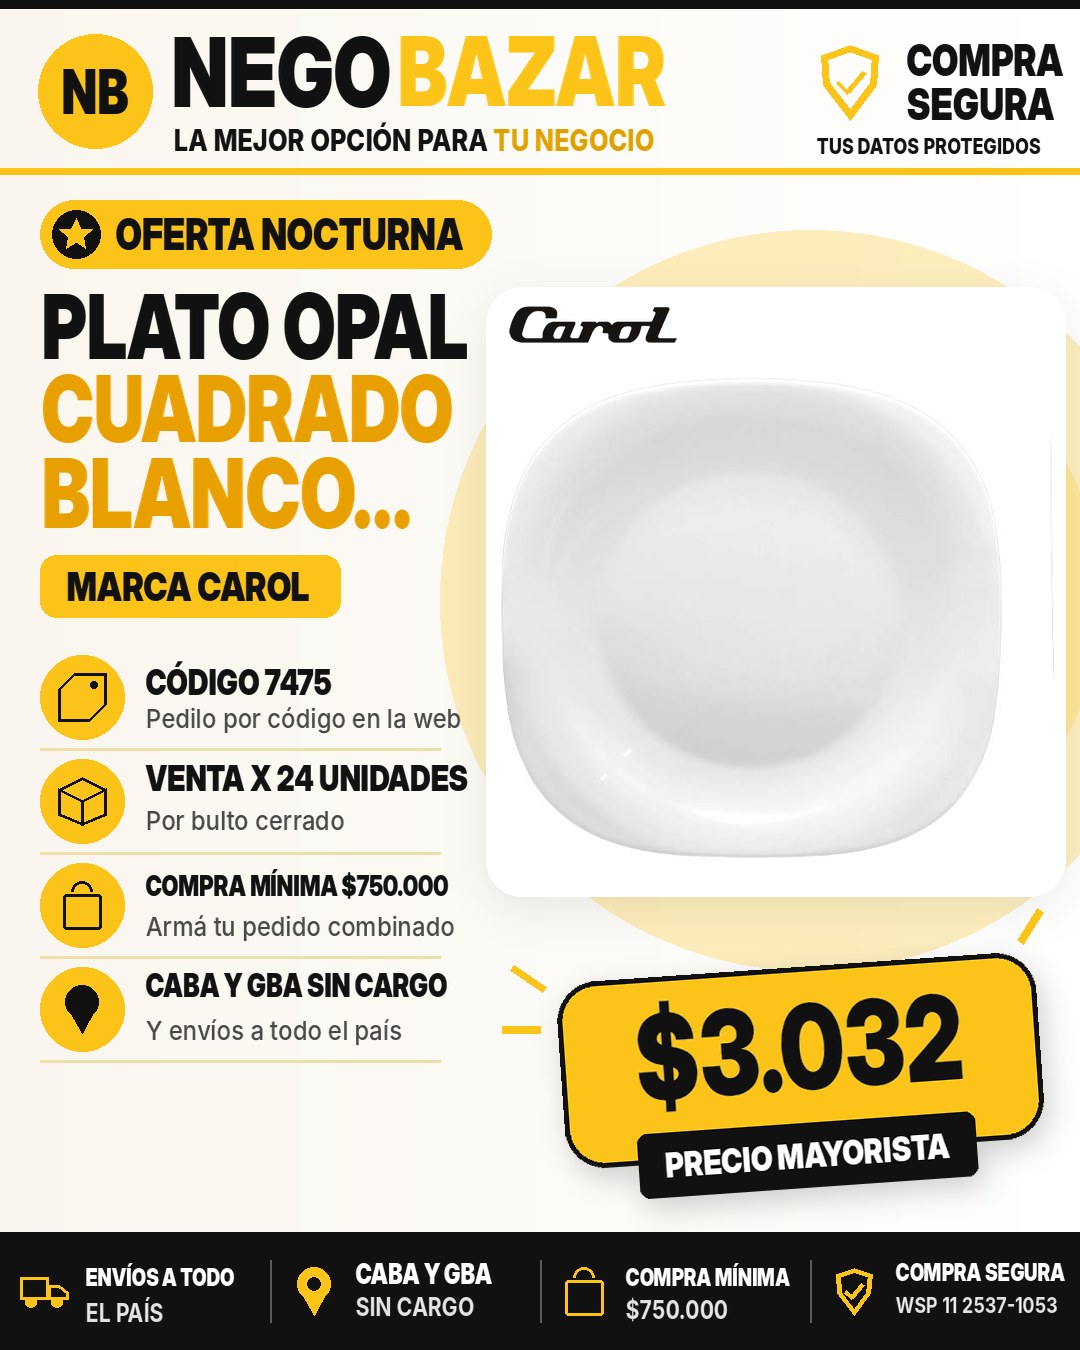 NB
NEGOBAZAR
LA MEJOR OPCIÓN PARA TU NEGOCIO
COMPRA
SEGURA
TUS DATOS PROTEGIDOS
OFERTA NOCTURNA
PLATO OPAL
CUADRADO
BLANCO...
MARCA CAROL
Carol
CÓDIGO 7475
Pedilo por código en la web
VENTA X 24 UNIDADES
Por bulto cerrado
COMPRA MÍNIMA $750.000
Armá tu pedido combinado
CABA Y GBA SIN CARGO
Y envíos a todo el país
$3.032
PRECIO MAYORISTA
ENVÍOS A TODO
EL PAÍS
CABA Y GBA
SIN CARGO
COMPRA MÍNIMA
$750.000
COMPRA SEGURA
WSP 11 2537-1053